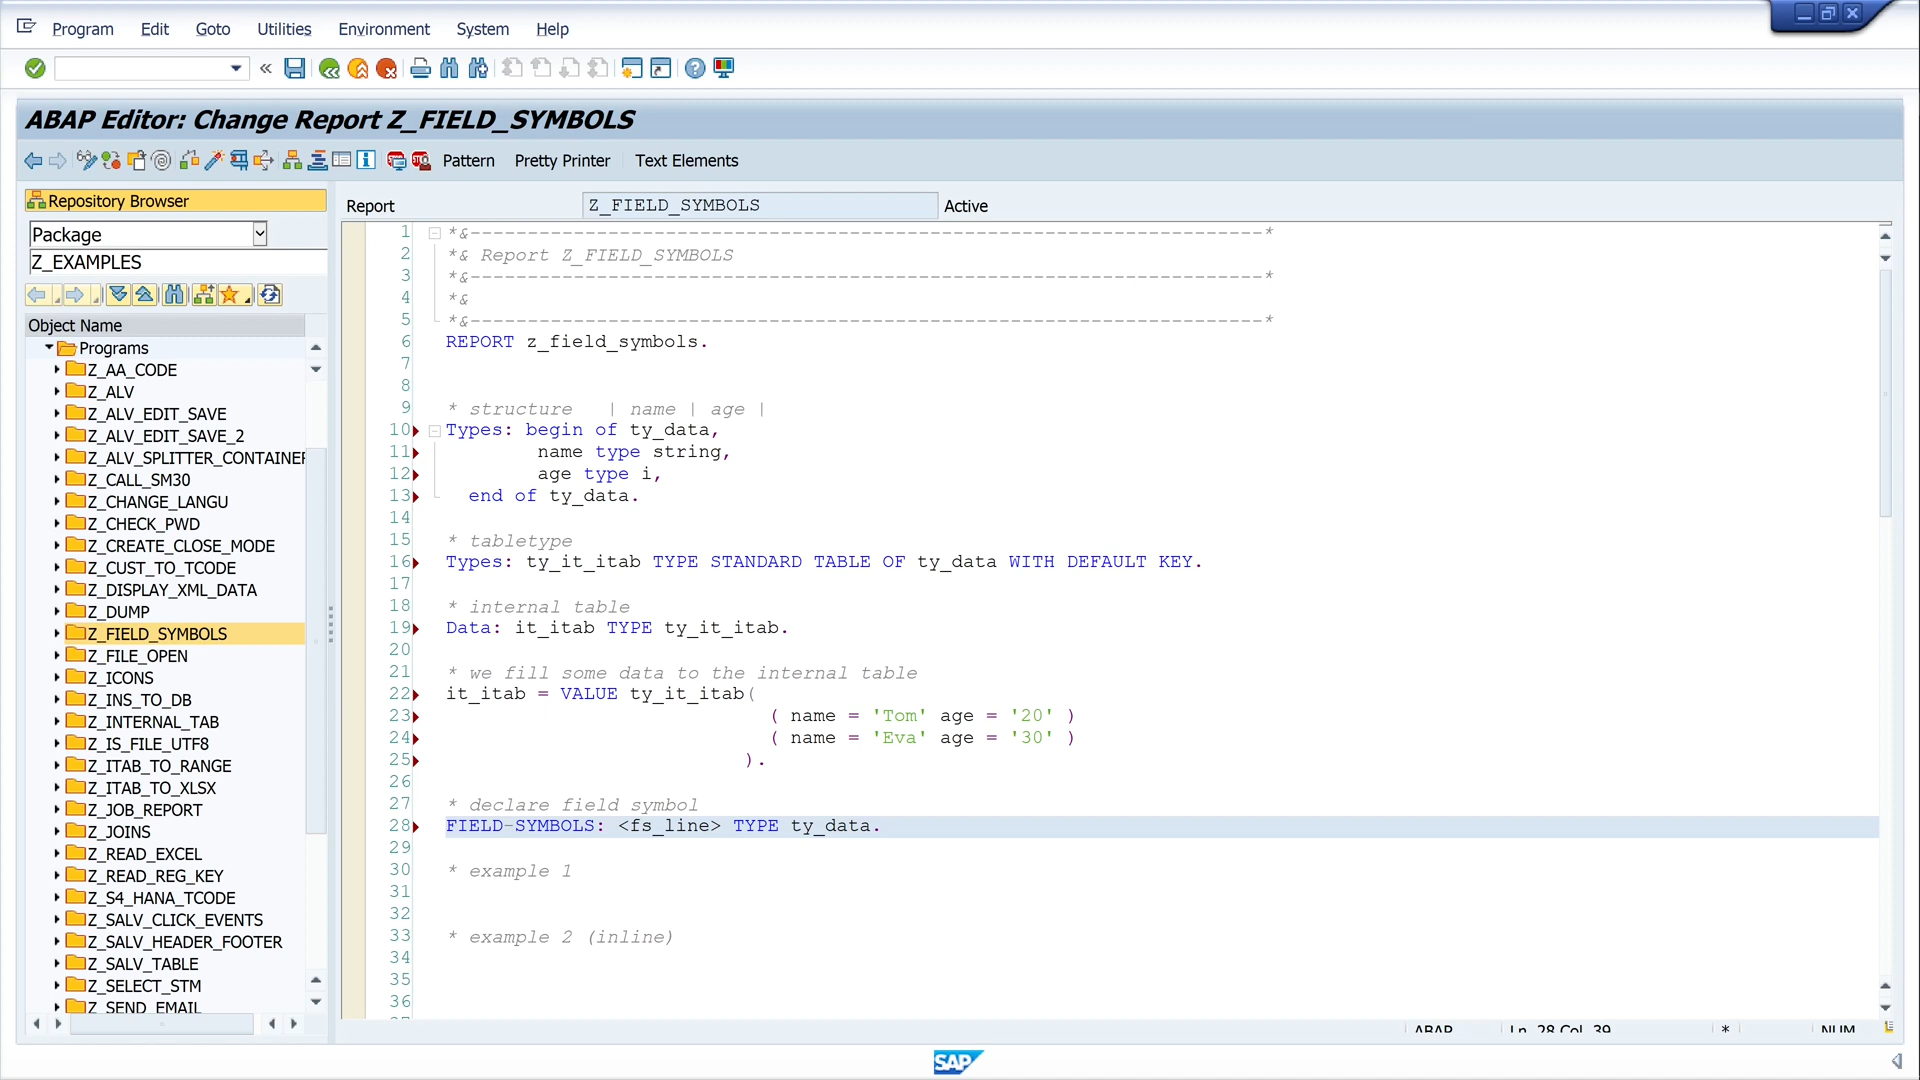 Program Edit Goto Utilities Environment System Help
ABAP Editor: Change Report Z_FIELD_SYMBOLS
Pattern Pretty Printer Text Elements
Repository Browser
Package
Z_EXAMPLES
Object Name
Programs
Z_AA_CODE
Z_ALV
Z_ALV_EDIT_SAVE
Z_ALV_EDIT_SAVE_2
Z_ALV_SPLITTER_CONTAINER
Z_CALL_SM30
Z_CHANGE_LANGU
Z_CHECK_PWD
Z_CREATE_CLOSE_MODE
Z_CUST_TO_TCODE
Z_DISPLAY_XML_DATA
Z_DUMP
Z_FIELD_SYMBOLS
Z_FILE_OPEN
Z_ICONS
Z_INS_TO_DB
Z_INTERNAL_TAB
Z_IS_FILE_UTF8
Z_ITAB_TO_RANGE
Z_ITAB_TO_XLSX
Z_JOB_REPORT
Z_JOINS
Z_READ_EXCEL
Z_READ_REG_KEY
Z_S4_HANA_TCODE
Z_SALV_CLICK_EVENTS
Z_SALV_HEADER_FOOTER
Z_SALV_TABLE
Z_SELECT_STM
Z_SEND_EMAIL
Report Z_FIELD_SYMBOLS Active
1 *&---------------------------------------------------------------------*
2 *& Report Z_FIELD_SYMBOLS
3 *&---------------------------------------------------------------------*
4 *&
5 *&---------------------------------------------------------------------*
6 REPORT z_field_symbols.
7
8
9 * structure | name | age |
10 Types: begin of ty_data,
11 name type string,
12 age type i,
13 end of ty_data.
14
15 * tabletype
16 Types: ty_it_itab TYPE STANDARD TABLE OF ty_data WITH DEFAULT KEY.
17
18 * internal table
19 Data: it_itab TYPE ty_it_itab.
20
21 * we fill some data to the internal table
22 it_itab = VALUE ty_it_itab(
23 ( name = 'Tom' age = '20' )
24 ( name = 'Eva' age = '30' )
25 ).
26
27 * declare field symbol
28 FIELD-SYMBOLS: <fs_line> TYPE ty_data.
29
30 * example 1
31
32
33 * example 2 (inline)
34
35
36
ABAP Ln 28 Col 39 * NUM
SAP